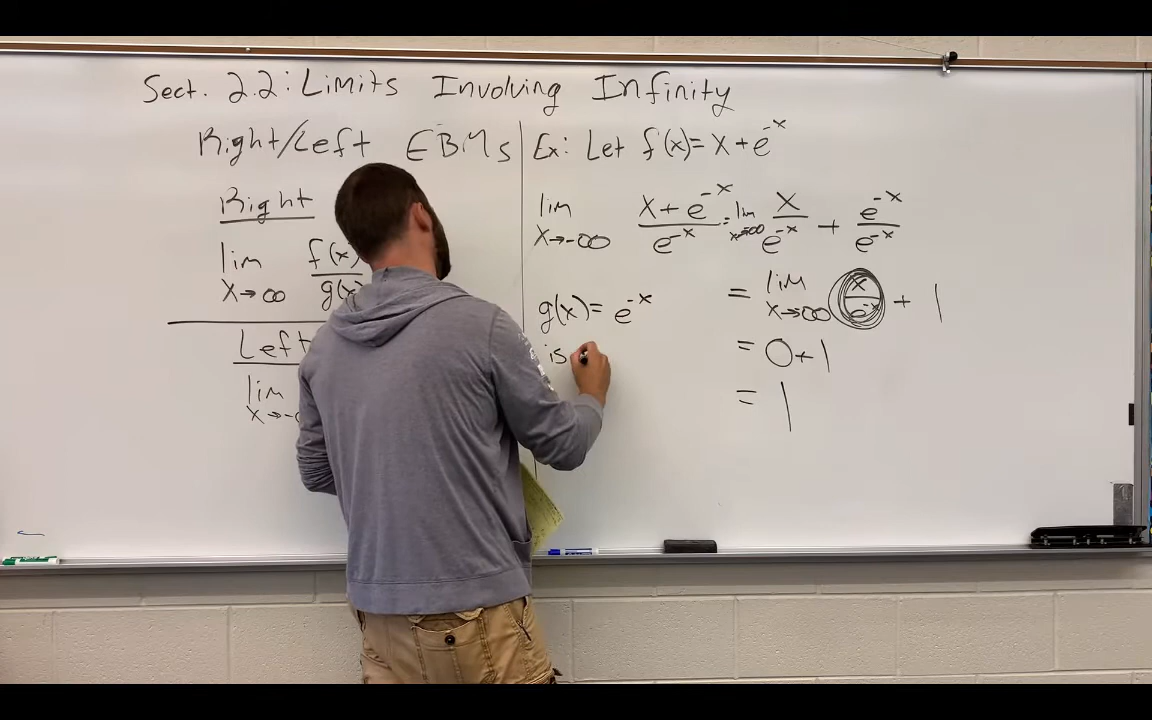 Sect. 2.2: Limits Involving Infinity
Right/Left EBMs
Right
lim x→∞ f(x)/g(x)
Left
lim x→-∞
Ex: Let f(x) = x + e^-x
lim x→-∞ (x + e^-x)/e^-x = lim x→-∞ x/e^-x + e^-x/e^-x
= lim x→-∞ x/e^-x + 1
= 0 + 1
= 1
g(x) = e^-x
is